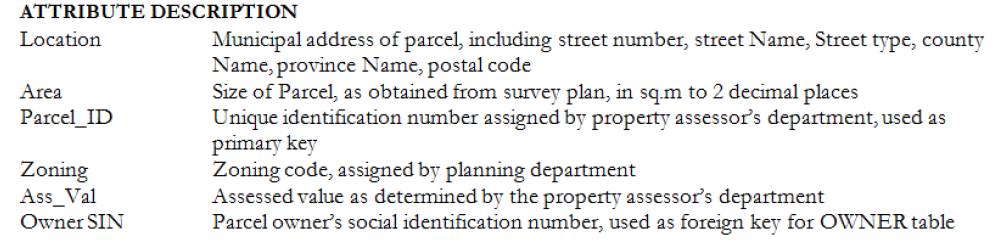 ATTRIBUTE DESCRIPTION
Location Municipal address of parcel, including street number, street Name, Street type, county
Name, province Name, postal code
Area Size of Parcel, as obtained from survey plan, in sq.m to 2 decimal places
Parcel_ID Unique identification number assigned by property assessor's department, used as
primary key
Zoning Zoning code, assigned by planning department
Ass_Val Assessed value as determined by the property assessor's department
Owner SIN Parcel owner's social identification number, used as foreign key for OWNER table